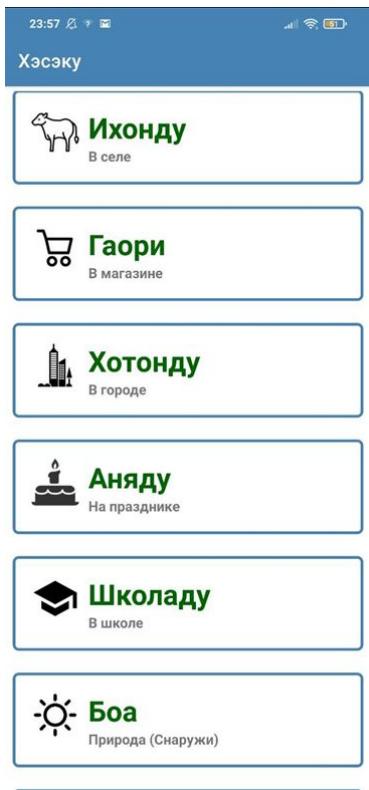 23:57
51
Хэсэку
Ихонду
В селе
Гаори
В магазине
Хотонду
В городе
Аняду
На празднике
Школаду
В школе
Боа
Природа (Снаружи)